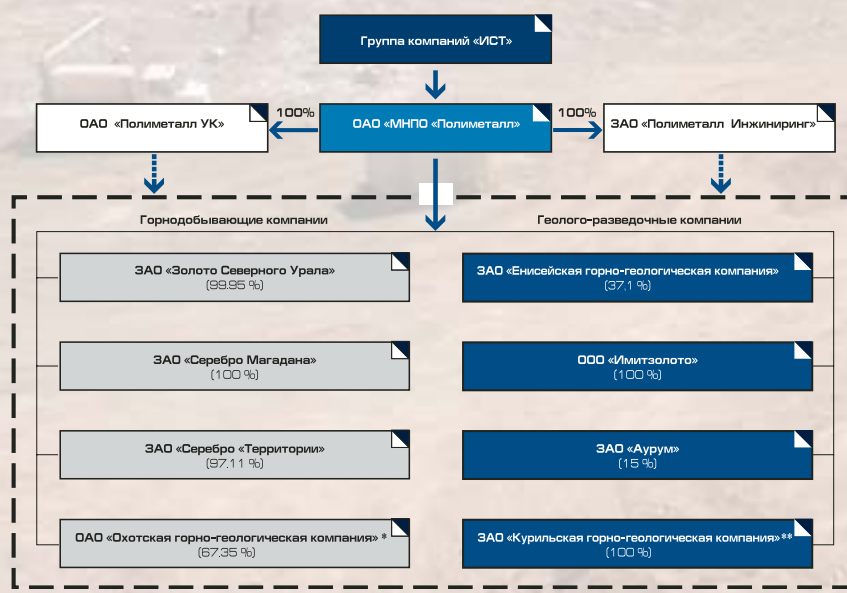 Группа компаний «ИСТ»
ОАО «Полиметалл УК»
100%
ОАО «МНПО «Полиметалл»
100%
ЗАО «Полиметалл Инжиниринг»
Горнодобывающие компании
Геолого-разведочные компании
ЗАО «Золото Северного Урала»
(99.95 %)
ЗАО «Енисейская горно-геологическая компания»
(37.1 %)
ЗАО «Серебро Магадана»
(100 %)
ООО «Имитзолото»
(100 %)
ЗАО «Серебро «Территории»
(97.11 %)
ЗАО «Аурум»
(15 %)
ОАО «Охотская горно-геологическая компания» *
(67.35 %)
ЗАО «Курильская горно-геологическая компания»**
(100 %)